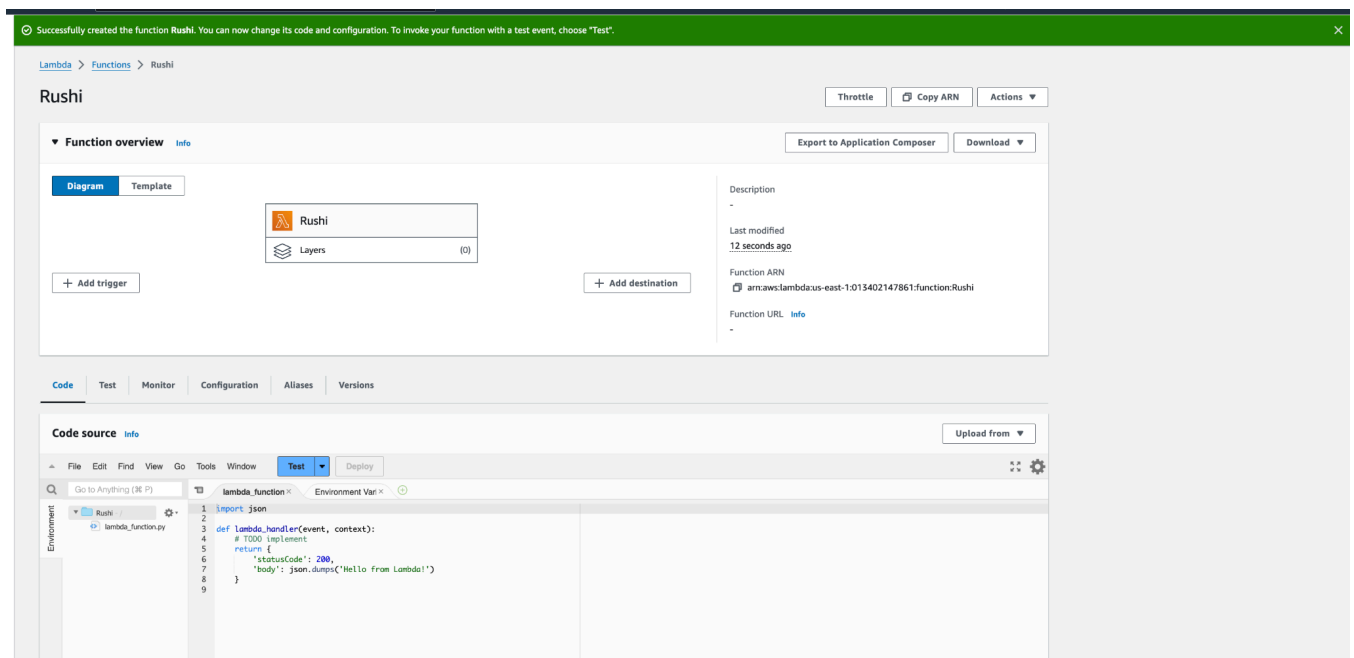 Successfully created the function Rushi. You can now change its code and configuration. To invoke your function with a test event, choose "Test".
Lambda > Functions > Rushi
Rushi
Throttle Copy ARN Actions
Function overview Info
Export to Application Composer Download
Diagram Template
Rushi
Layers (0)
+ Add trigger
+ Add destination
Description
-
Last modified
12 seconds ago
Function ARN
arn:aws:lambda:us-east-1:013402147861:function:Rushi
Function URL Info
-
Code Test Monitor Configuration Aliases Versions
Code source Info
Upload from
File Edit Find View Go Tools Window Test Deploy
Go to Anything (⌘ P)
lambda_function × Environment Vari ×
Environment
Rushi /
lambda_function.py
1 import json
2
3 def lambda_handler(event, context):
4 # TODO implement
5 return {
6 'statusCode': 200,
7 'body': json.dumps('Hello from Lambda!')
8 }
9